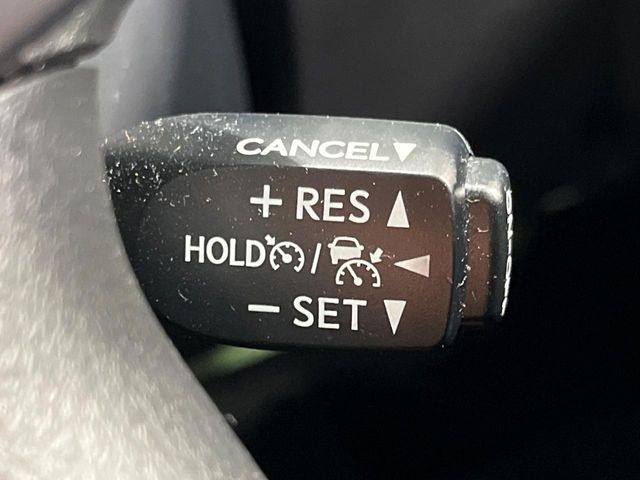 CANCEL▼
+ RES ▲
HOLD / ◀
− SET ▼